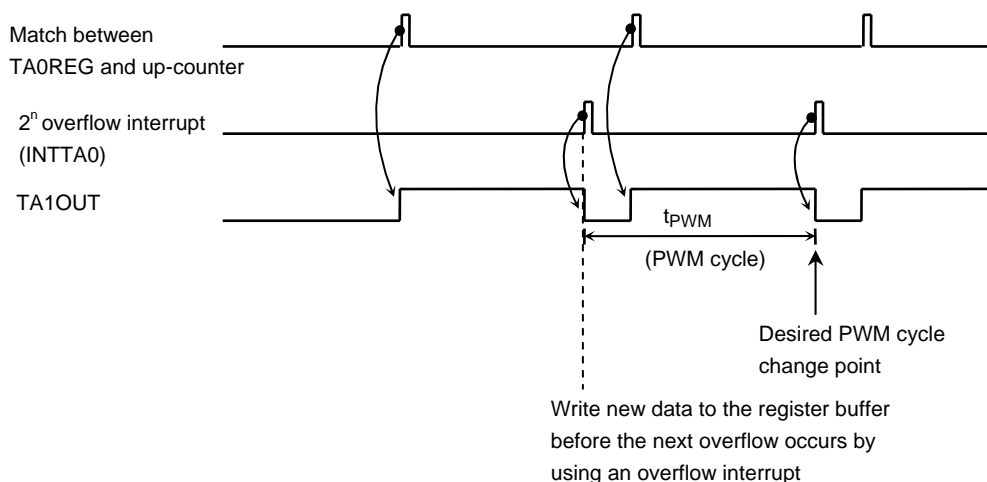 Match between
TA0REG and up-counter
2ⁿ overflow interrupt
(INTTA0)
TA1OUT
tPWM
(PWM cycle)
Desired PWM cycle
change point
Write new data to the register buffer
before the next overflow occurs by
using an overflow interrupt